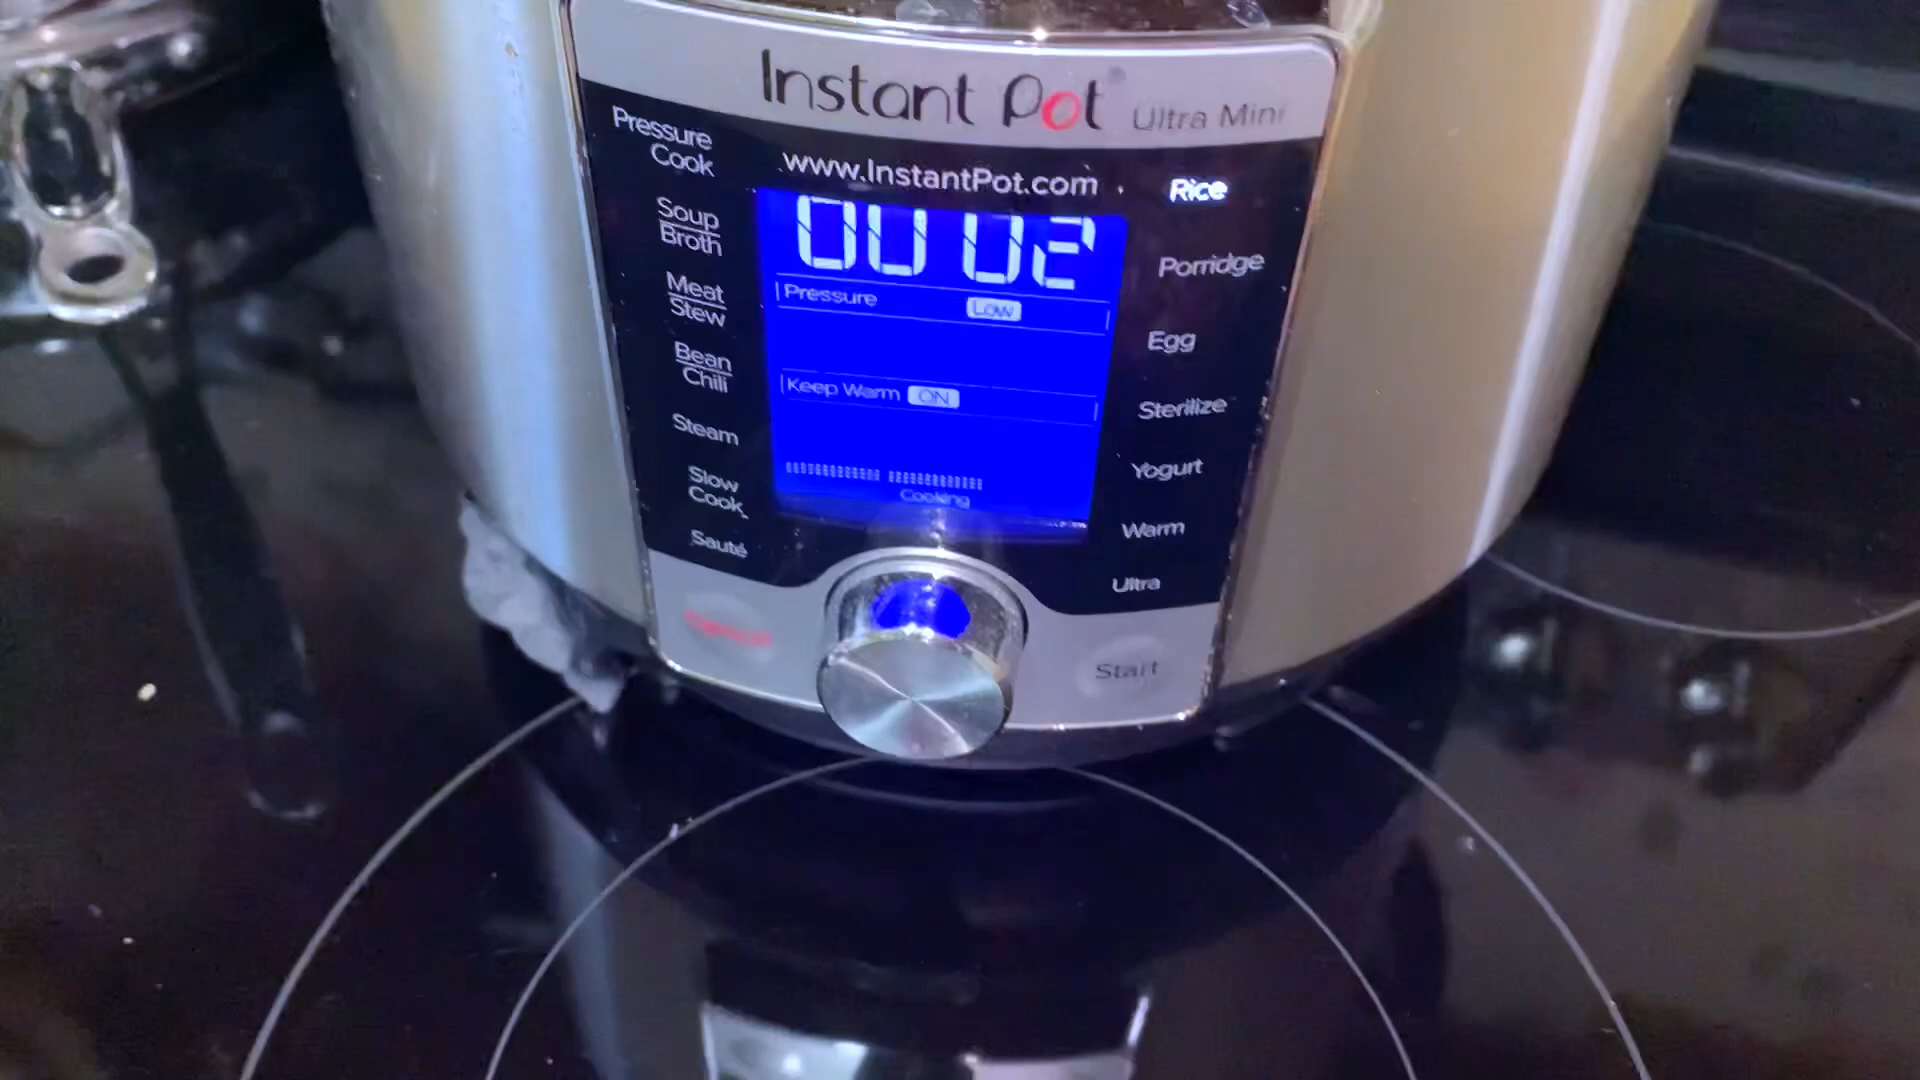 Instant Pot Ultra Mini
www.InstantPot.com
Pressure
Cook
Soup
Broth
Meat
Stew
Bean
Chili
Steam
Slow
Cook
Sauté
00 02
Pressure Low
Keep Warm ON
Cooking
Rice
Porridge
Egg
Sterilize
Yogurt
Warm
Ultra
Cancel
Start